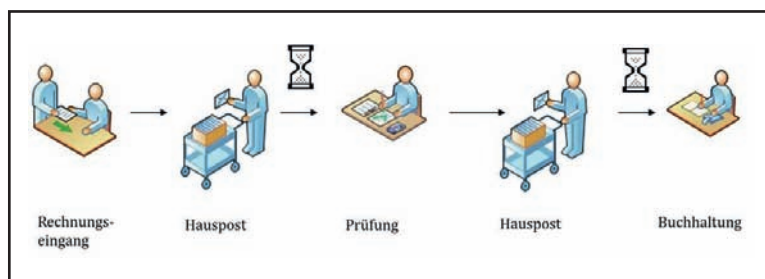 Rechnungs-
eingang
Hauspost
Prüfung
Hauspost
Buchhaltung